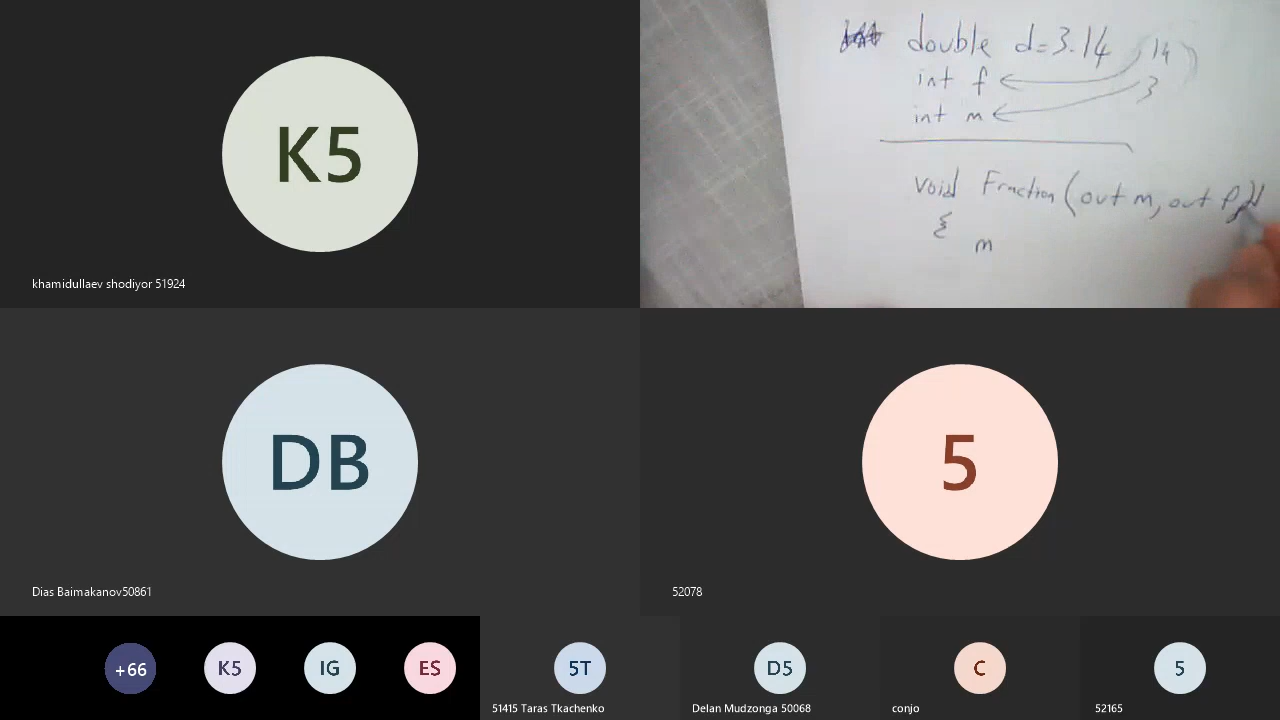 K5
khamidullaev shodiyor 51924
double d=3.14 14
int f 3
int m
void Fraction(out m, out f
{
m
DB
Dias Baimakanov50861
5
52078
+66
K5
IG
ES
5T
51415 Taras Tkachenko
D5
Delan Mudzonga 50068
C
conjo
5
52165